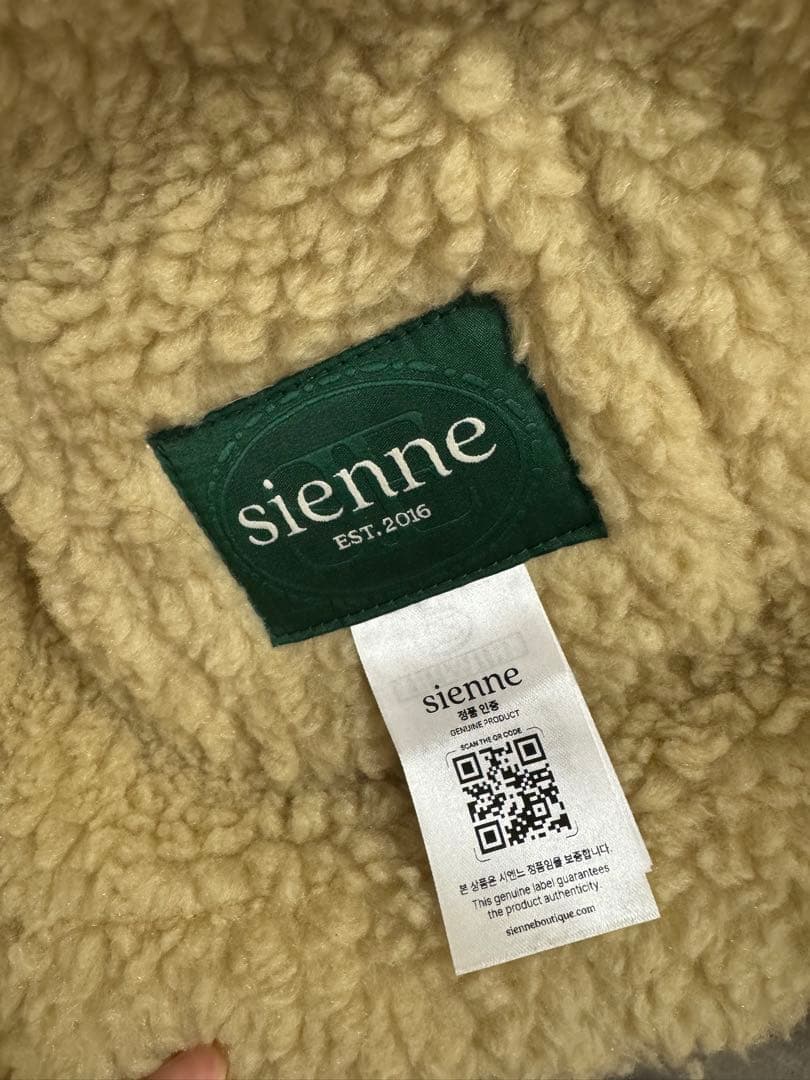 sienne
EST. 2016
sienne
정품 인증
GENUINE PRODUCT
SCAN THE QR CODE
본 상품은 시엔느 정품임을 보증합니다.
This genuine label guarantees
the product authenticity.
sienneboutique.com